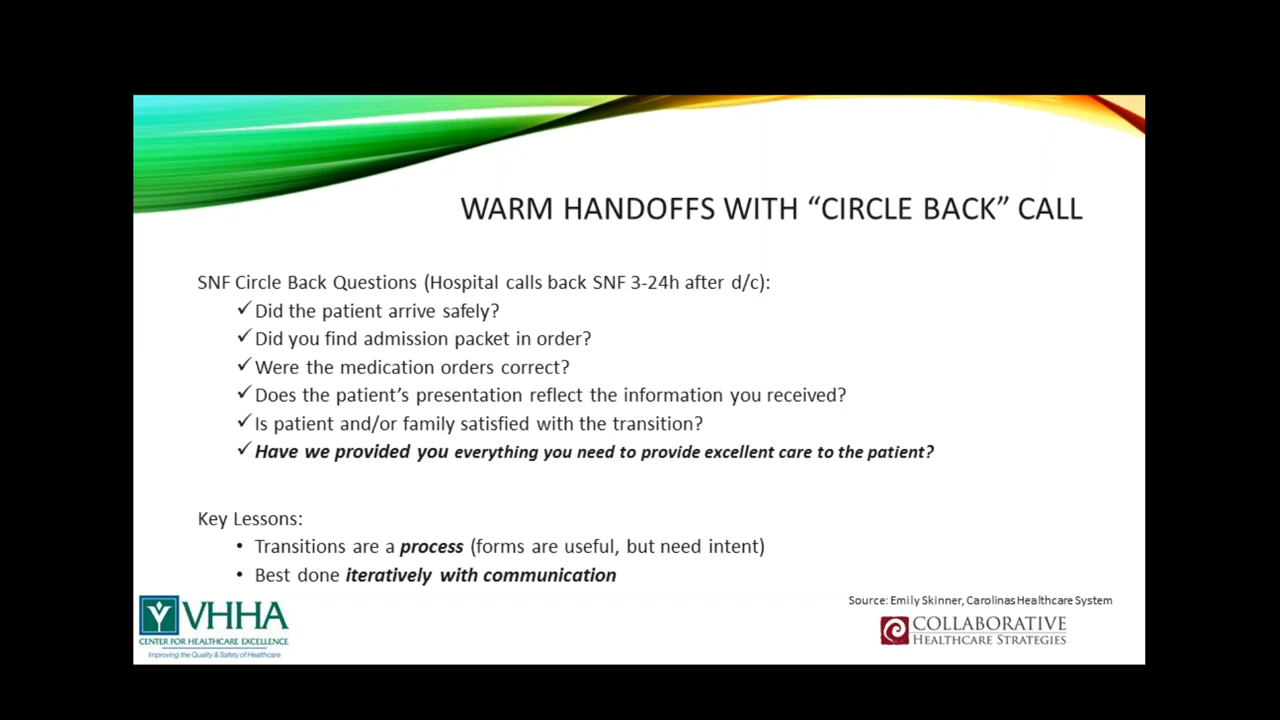 WARM HANDOFFS WITH “CIRCLE BACK” CALL
SNF Circle Back Questions (Hospital calls back SNF 3-24h after d/c):
✓Did the patient arrive safely?
✓Did you find admission packet in order?
✓Were the medication orders correct?
✓Does the patient’s presentation reflect the information you received?
✓Is patient and/or family satisfied with the transition?
✓Have we provided you everything you need to provide excellent care to the patient?
Key Lessons:
• Transitions are a process (forms are useful, but need intent)
• Best done iteratively with communication
Source: Emily Skinner, Carolinas Healthcare System
VHHA
CENTER FOR HEALTHCARE EXCELLENCE
Improving the Quality & Safety of Healthcare
COLLABORATIVE
HEALTHCARE STRATEGIES